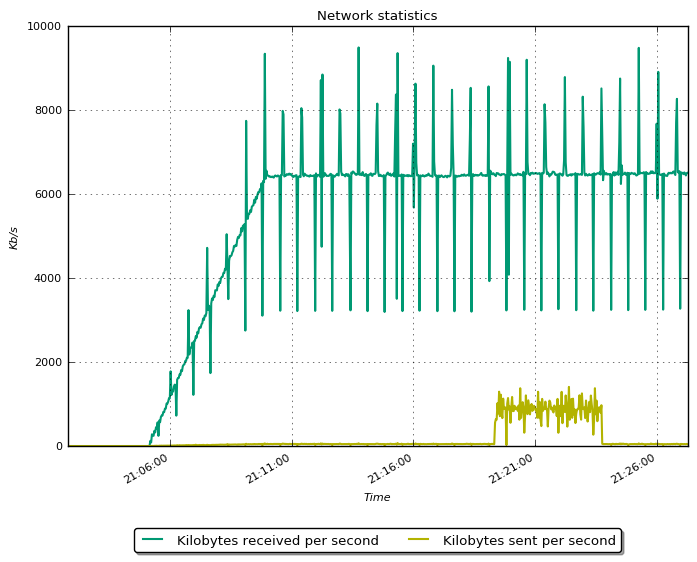 Network statistics
10000
8000
6000
4000
2000
0
Kb/s
21:06:00
21:11:00
21:16:00
21:21:00
21:26:00
Time
Kilobytes received per second
Kilobytes sent per second